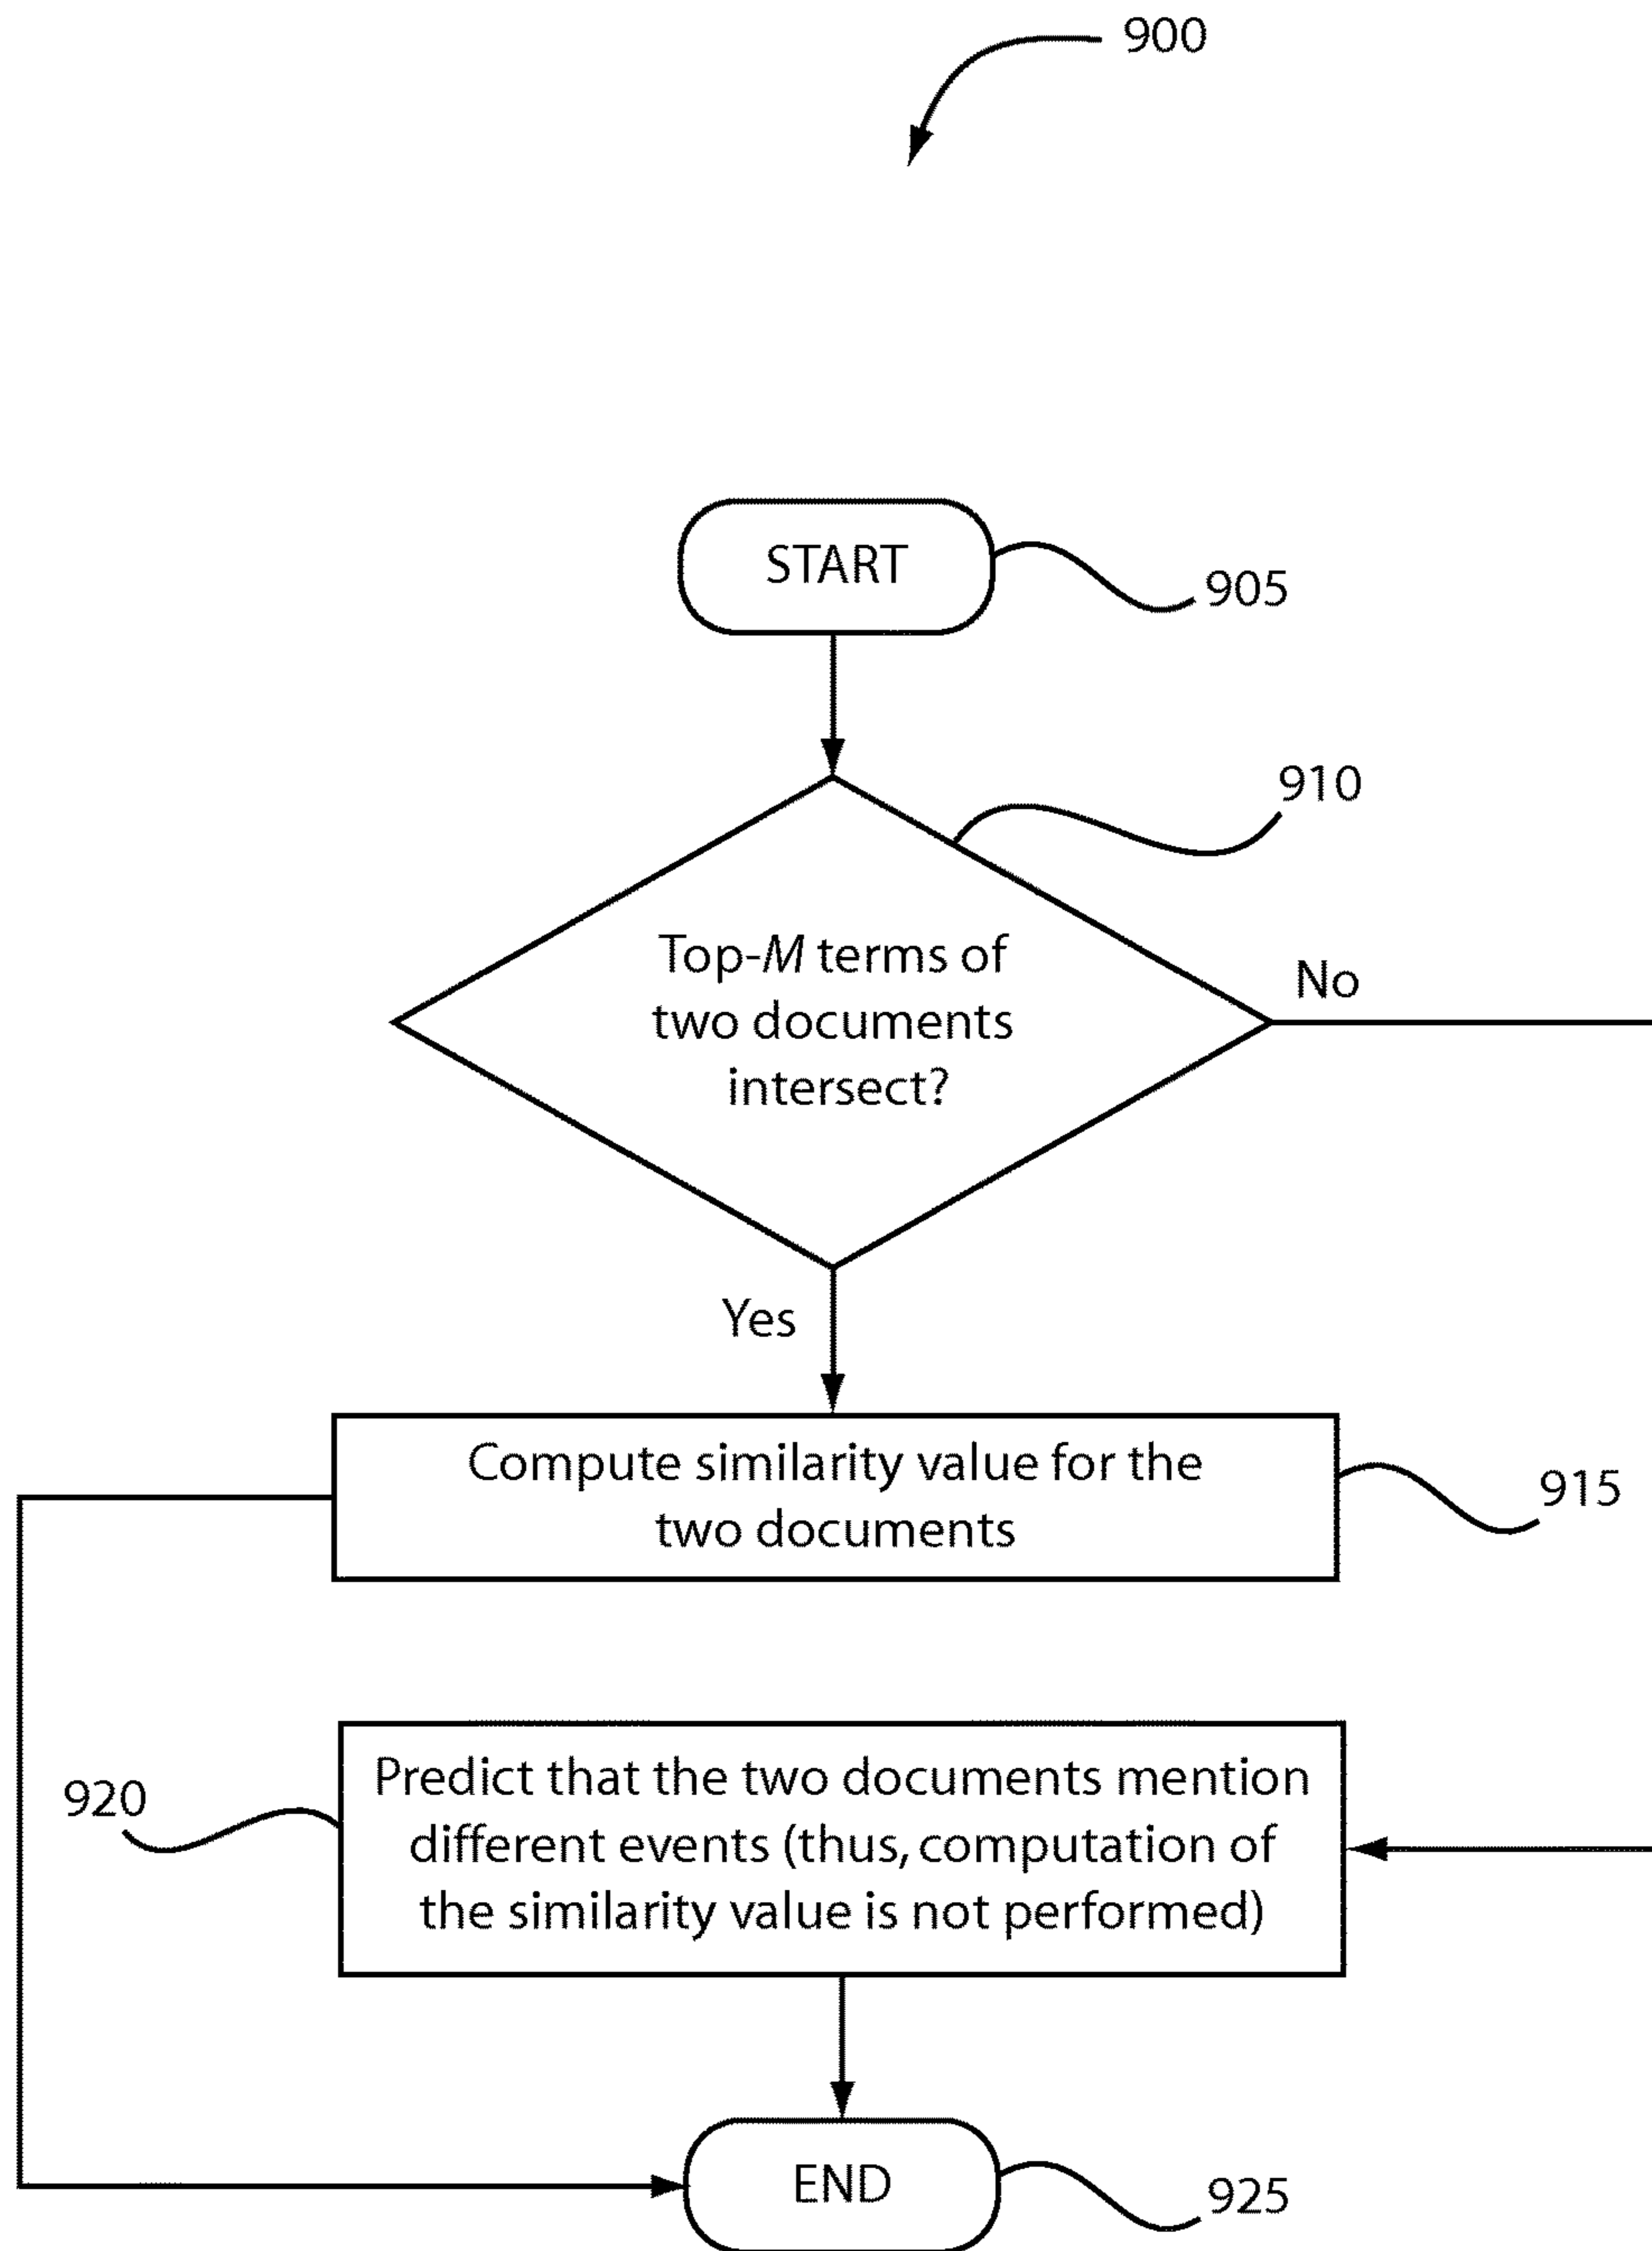 900
START
905
910
Top-M terms of
two documents
intersect?
No
Yes
Compute similarity value for the
two documents
915
Predict that the two documents mention
different events (thus, computation of
the similarity value is not performed)
920
END
925